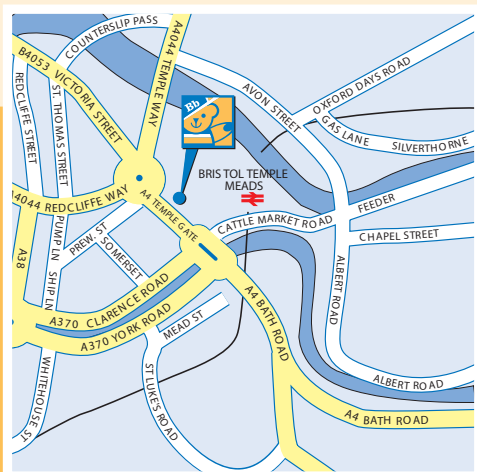 COUNTERSLIP PASS
A4044 TEMPLE WAY
B4053 VICTORIA STREET
REDCLIFFE STREET
ST. THOMAS STREET
AVON STREET
OXFORD DAYS ROAD
GAS LANE
SILVERTHORNE
Bb
BRIS TOL TEMPLE
MEADS
A4044 REDCLIFFE WAY
A4 TEMPLE GATE
CATTLE MARKET ROAD
FEEDER
CHAPEL STREET
PUMP LN
SHIP LN
PREW. ST
SOMERSET
A38
A370 CLARENCE ROAD
A370 YORK ROAD
MEAD ST
A4 BATH ROAD
ALBERT ROAD
WHITEHOUSE ST
ST LUKE'S ROAD
ALBERT ROAD
A4 BATH ROAD